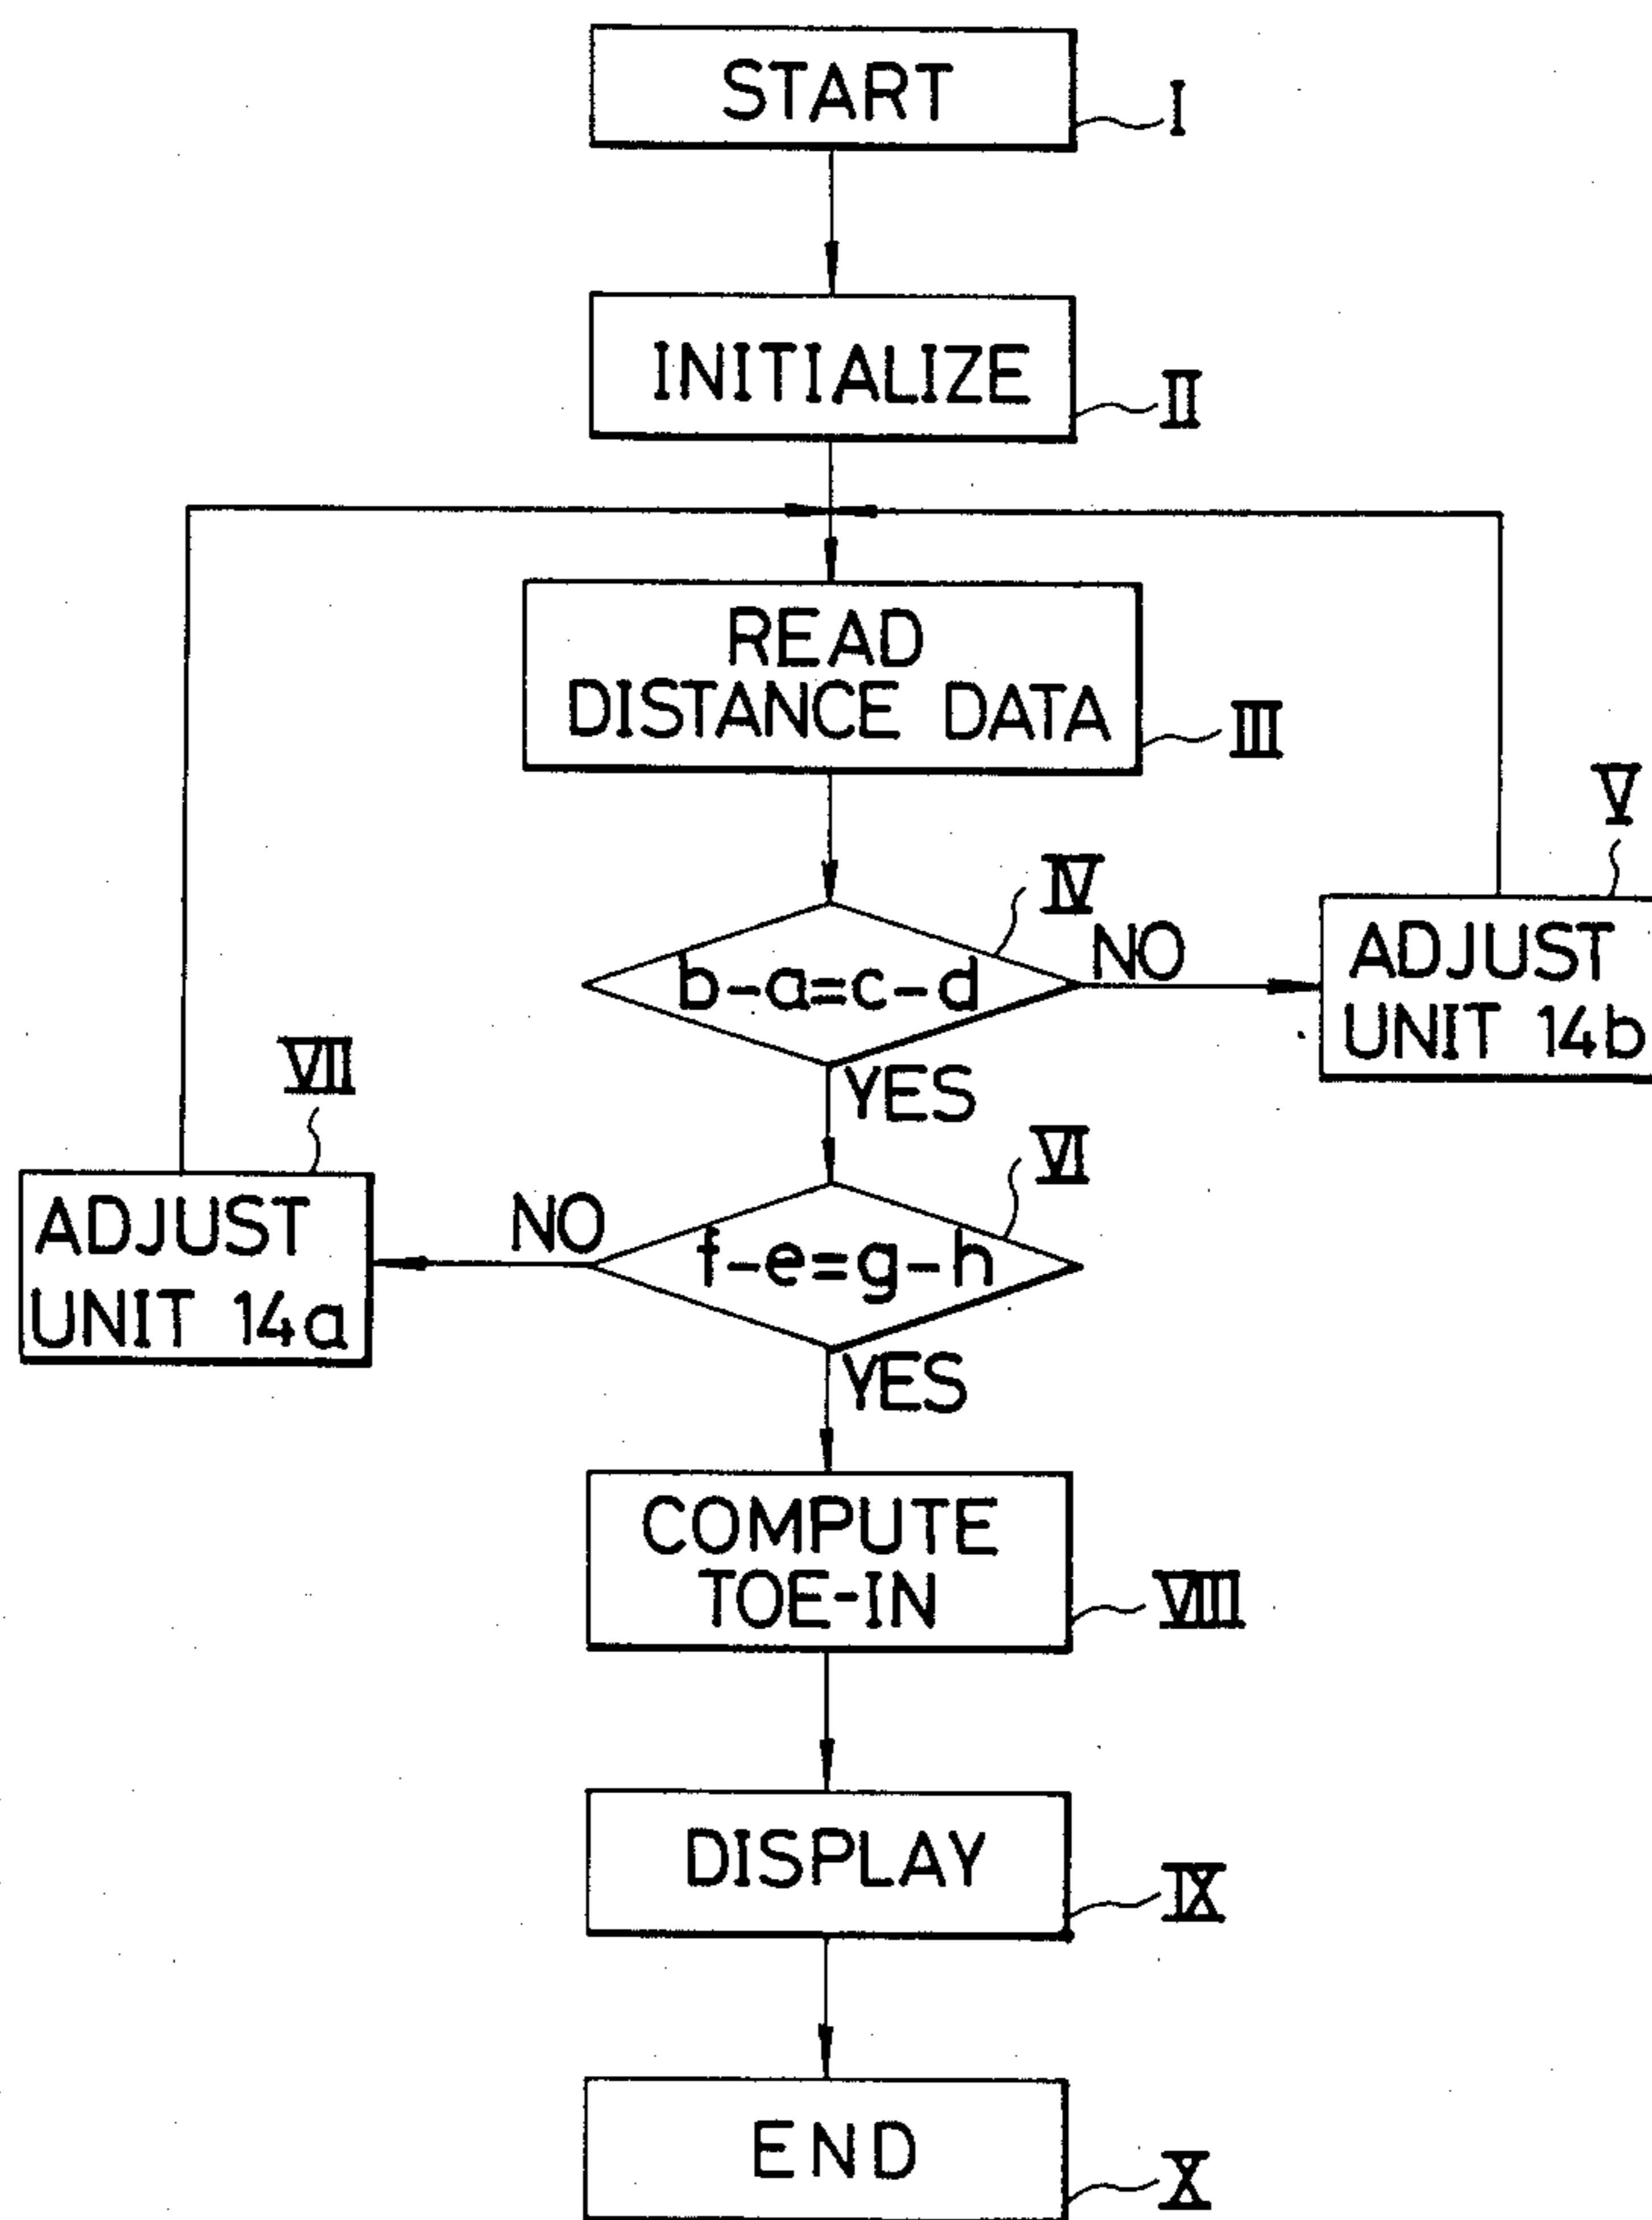 START
I
INITIALIZE
II
READ
DISTANCE DATA
III
IV
b-a=c-d
NO
V
ADJUST
UNIT 14b
YES
VII
ADJUST
UNIT 14a
NO
VI
f-e=g-h
YES
COMPUTE
TOE-IN
VIII
DISPLAY
IX
END
X